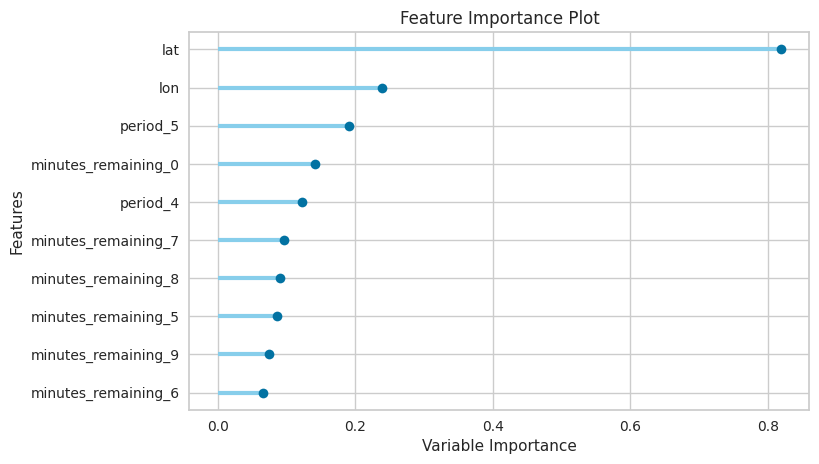 Feature Importance Plot
Features
lat
lon
period_5
minutes_remaining_0
period_4
minutes_remaining_7
minutes_remaining_8
minutes_remaining_5
minutes_remaining_9
minutes_remaining_6
0.0 0.2 0.4 0.6 0.8
Variable Importance